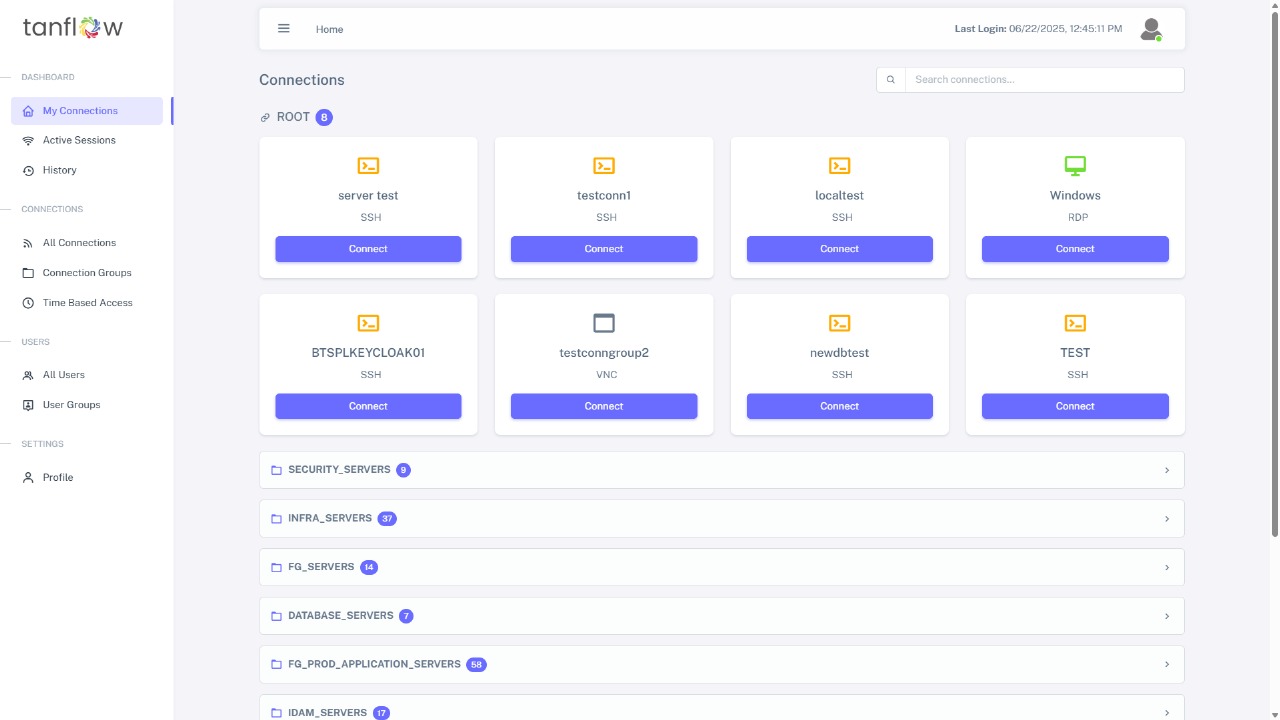 tanflow
DASHBOARD
My Connections
Active Sessions
History
CONNECTIONS
All Connections
Connection Groups
Time Based Access
USERS
All Users
User Groups
SETTINGS
Profile
Home
Last Login: 06/22/2025, 12:45:11 PM
Connections
Search connections...
ROOT 8
server test
SSH
Connect
testconn1
SSH
Connect
localtest
SSH
Connect
Windows
RDP
Connect
BTSPLKEYCLOAK01
SSH
Connect
testconngroup2
VNC
Connect
newdbtest
SSH
Connect
TEST
SSH
Connect
SECURITY_SERVERS 9
INFRA_SERVERS 37
FG_SERVERS 14
DATABASE_SERVERS 7
FG_PROD_APPLICATION_SERVERS 58
IDAM_SERVERS 17